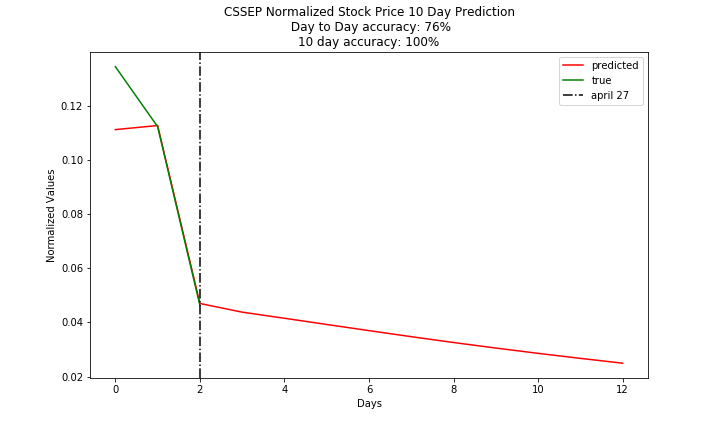 CSSEP Normalized Stock Price 10 Day Prediction
Day to Day accuracy: 76%
10 day accuracy: 100%
predicted
true
april 27
0.12
0.10
0.08
0.06
0.04
0.02
Normalized Values
0 2 4 6 8 10 12
Days